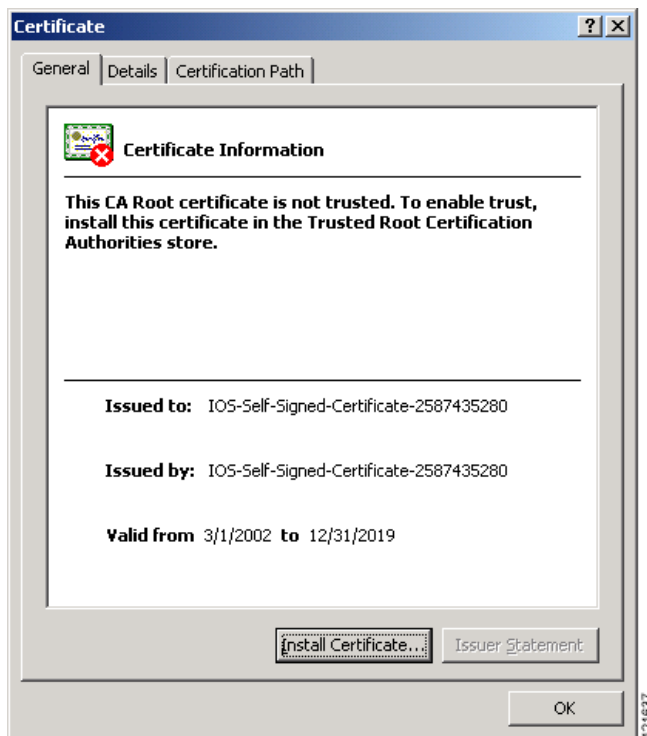 Certificate
General
Details
Certification Path
Certificate Information
This CA Root certificate is not trusted. To enable trust,
install this certificate in the Trusted Root Certification
Authorities store.
Issued to: IOS-Self-Signed-Certificate-2587435280
Issued by: IOS-Self-Signed-Certificate-2587435280
Valid from 3/1/2002 to 12/31/2019
Install Certificate...
Issuer Statement
OK
121637